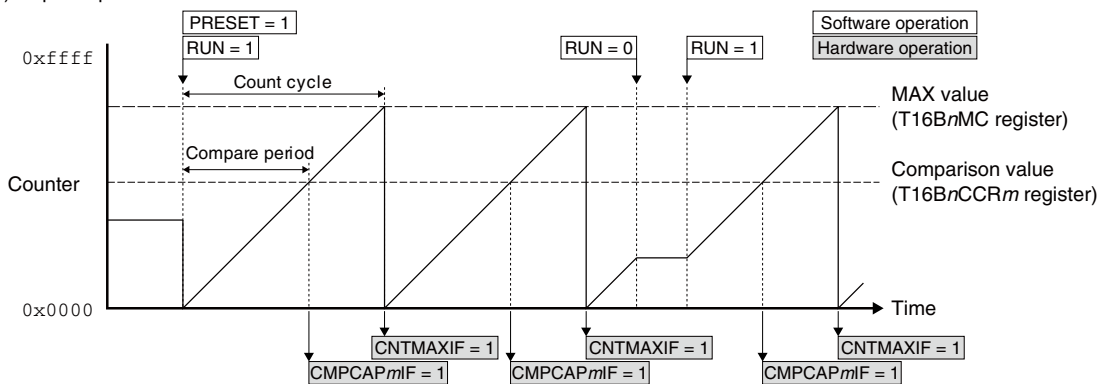 PRESET = 1
Software operation
RUN = 1
RUN = 0
RUN = 1
Hardware operation
0xffff
Count cycle
MAX value
(T16BnMC register)
Compare period
Comparison value
(T16BnCCRm register)
Counter
0x0000
Time
CNTMAXIF = 1
CNTMAXIF = 1
CNTMAXIF = 1
CMPCAPmIF = 1
CMPCAPmIF = 1
CMPCAPmIF = 1